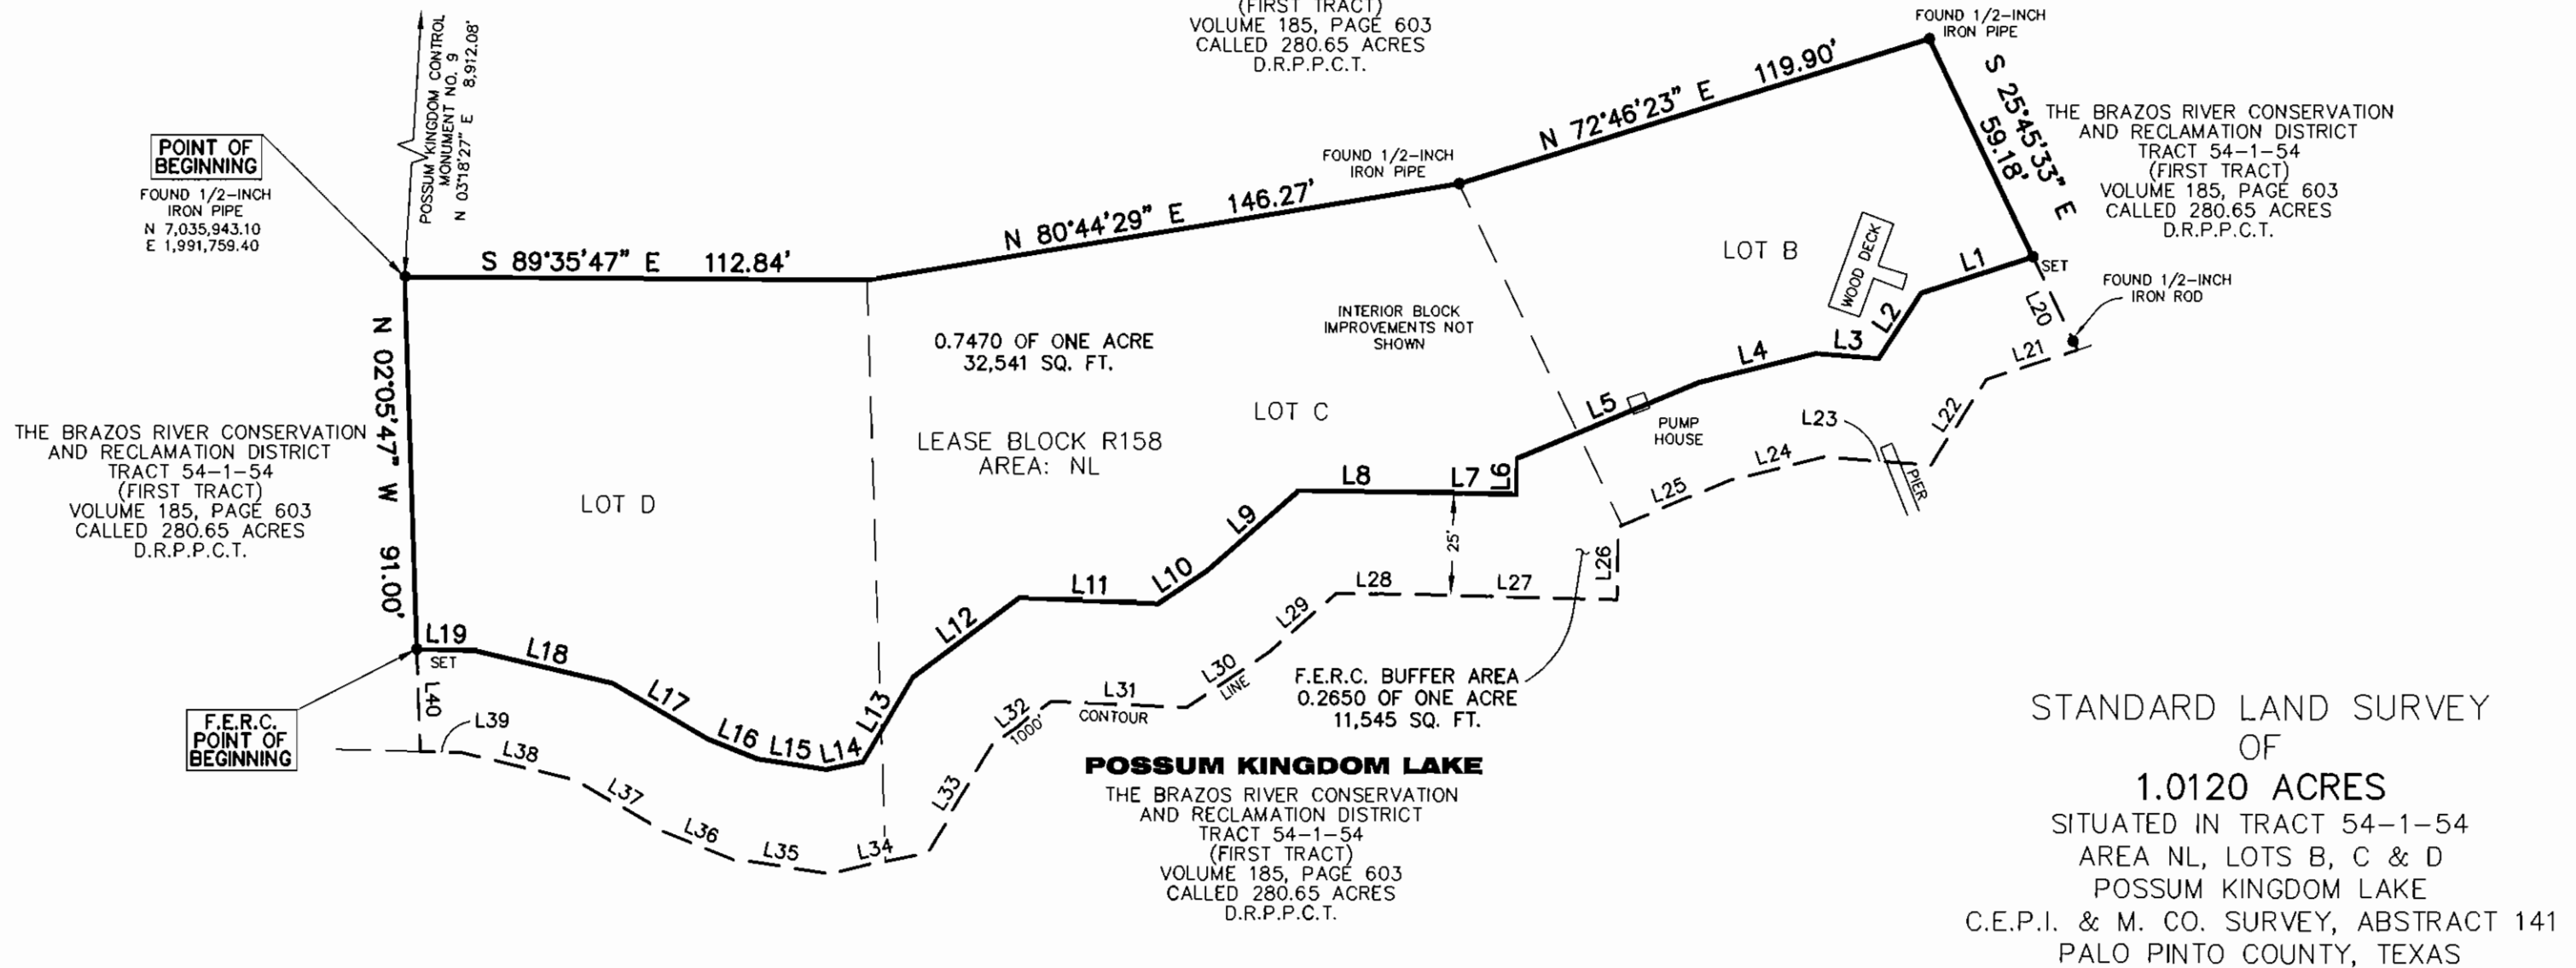 (FIRST TRACT)
VOLUME 185, PAGE 603
CALLED 280.65 ACRES
D.R.P.P.C.T.
FOUND 1/2-INCH
IRON PIPE
POSSUM KINGDOM CONTROL
MONUMENT NO. 9
N 03°18'27" E 8,912.08'
POINT OF
BEGINNING
FOUND 1/2-INCH
IRON PIPE
N 7,035,943.10
E 1,991,759.40
S 89°35'47" E 112.84'
N 80°44'29" E 146.27'
FOUND 1/2-INCH
IRON PIPE
N 72°46'23" E 119.90'
S 25°45'33" E
59.18'
THE BRAZOS RIVER CONSERVATION
AND RECLAMATION DISTRICT
TRACT 54-1-54
(FIRST TRACT)
VOLUME 185, PAGE 603
CALLED 280.65 ACRES
D.R.P.P.C.T.
LOT B
WOOD DECK
L1
SET
L20
FOUND 1/2-INCH
IRON ROD
L21
L2
L3
L4
L5
PUMP
HOUSE
L22
L23
PIER
L24
L25
INTERIOR BLOCK
IMPROVEMENTS NOT
SHOWN
0.7470 OF ONE ACRE
32,541 SQ. FT.
LOT C
LEASE BLOCK R158
AREA: NL
LOT D
N 02°05'47" W 91.00'
THE BRAZOS RIVER CONSERVATION
AND RECLAMATION DISTRICT
TRACT 54-1-54
(FIRST TRACT)
VOLUME 185, PAGE 603
CALLED 280.65 ACRES
D.R.P.P.C.T.
L6
L7
L8
L9
L10
L11
L12
L13
L14
L15
L16
L17
L18
L19
SET
25'
L26
L27
L28
L29
L30
LINE
L31
CONTOUR
L32
1000'
L33
L34
L35
L36
L37
L38
L39
L40
F.E.R.C.
POINT OF
BEGINNING
F.E.R.C. BUFFER AREA
0.2650 OF ONE ACRE
11,545 SQ. FT.
POSSUM KINGDOM LAKE
THE BRAZOS RIVER CONSERVATION
AND RECLAMATION DISTRICT
TRACT 54-1-54
(FIRST TRACT)
VOLUME 185, PAGE 603
CALLED 280.65 ACRES
D.R.P.P.C.T.
STANDARD LAND SURVEY
OF
1.0120 ACRES
SITUATED IN TRACT 54-1-54
AREA NL, LOTS B, C & D
POSSUM KINGDOM LAKE
C.E.P.I. & M. CO. SURVEY, ABSTRACT 141
PALO PINTO COUNTY, TEXAS